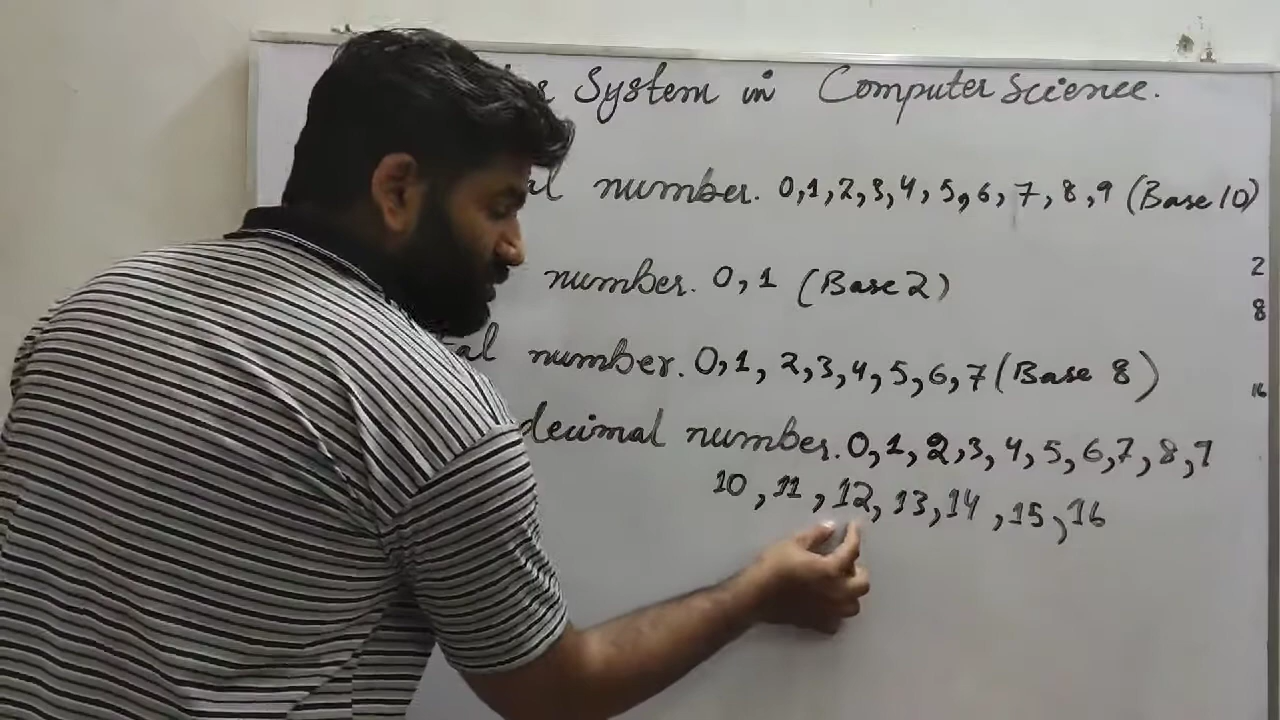 System in Computer Science.
number. 0,1,2,3,4,5,6,7,8,9 (Base 10)
number. 0,1 (Base 2)
2
8
number. 0,1,2,3,4,5,6,7 (Base 8)
16
decimal number. 0,1,2,3,4,5,6,7,8,9
10,11,12,13,14,15,16